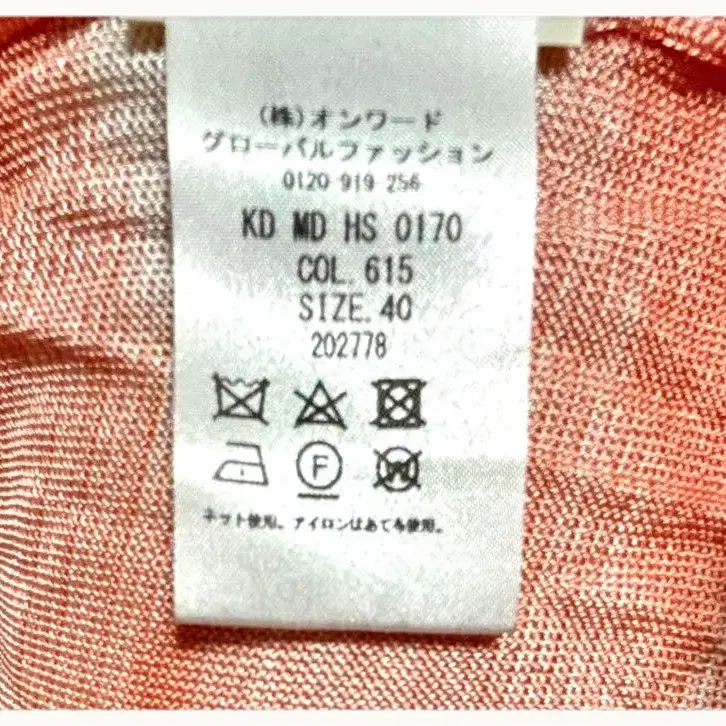 (株)オンワード
グローバルファッション
0120 919 256
KD MD HS 0170
COL. 615
SIZE. 40
202778
F
W
ネット使用。アイロンはあて布使用。